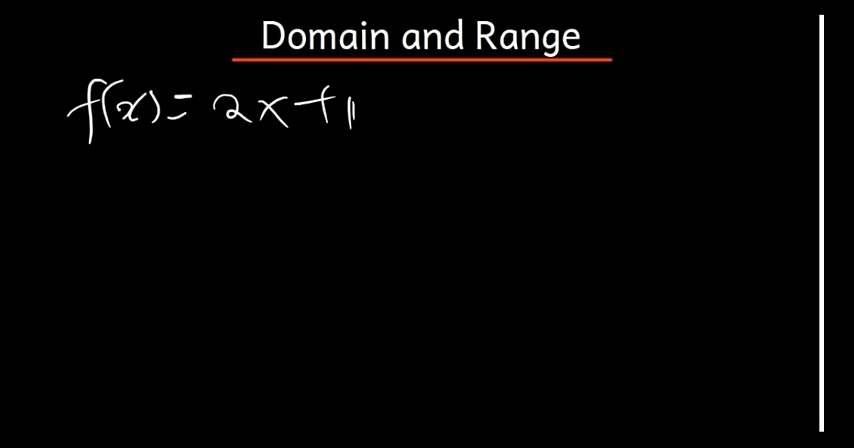 Domain and Range
f(x) = 2x + 1